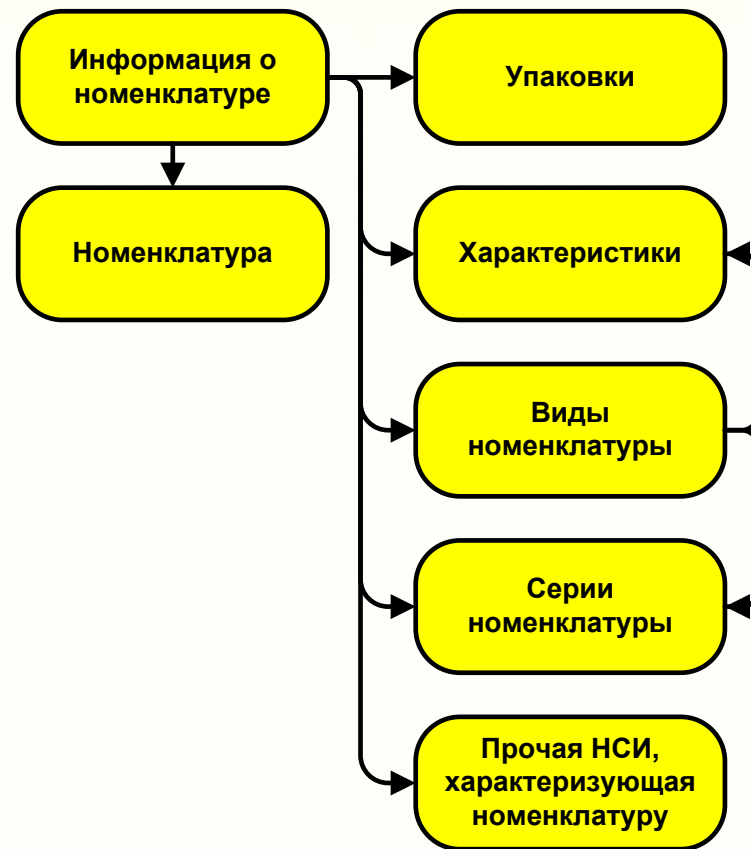 Информация о
номенклатуре
Упаковки
Номенклатура
Характеристики
Виды
номенклатуры
Серии
номенклатуры
Прочая НСИ,
характеризующая
номенклатуру